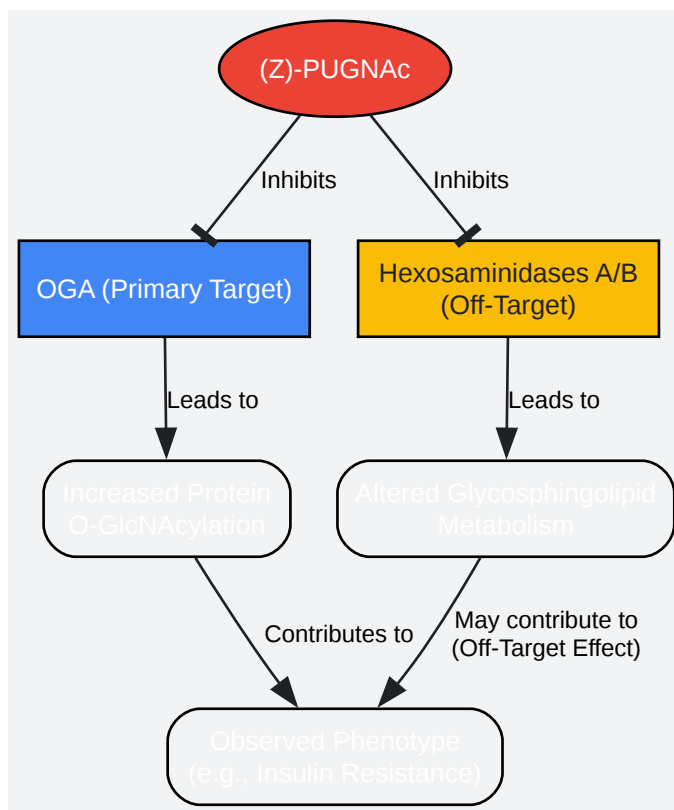 (Z)-PUGNAc
Inhibits
Inhibits
OGA (Primary Target)
Hexosaminidases A/B
(Off-Target)
Leads to
Leads to
Increased Protein
O-GlcNAcylation
Altered Glycosphingolipid
Metabolism
Contributes to
May contribute to
(Off-Target Effect)
Observed Phenotype
(e.g., Insulin Resistance)